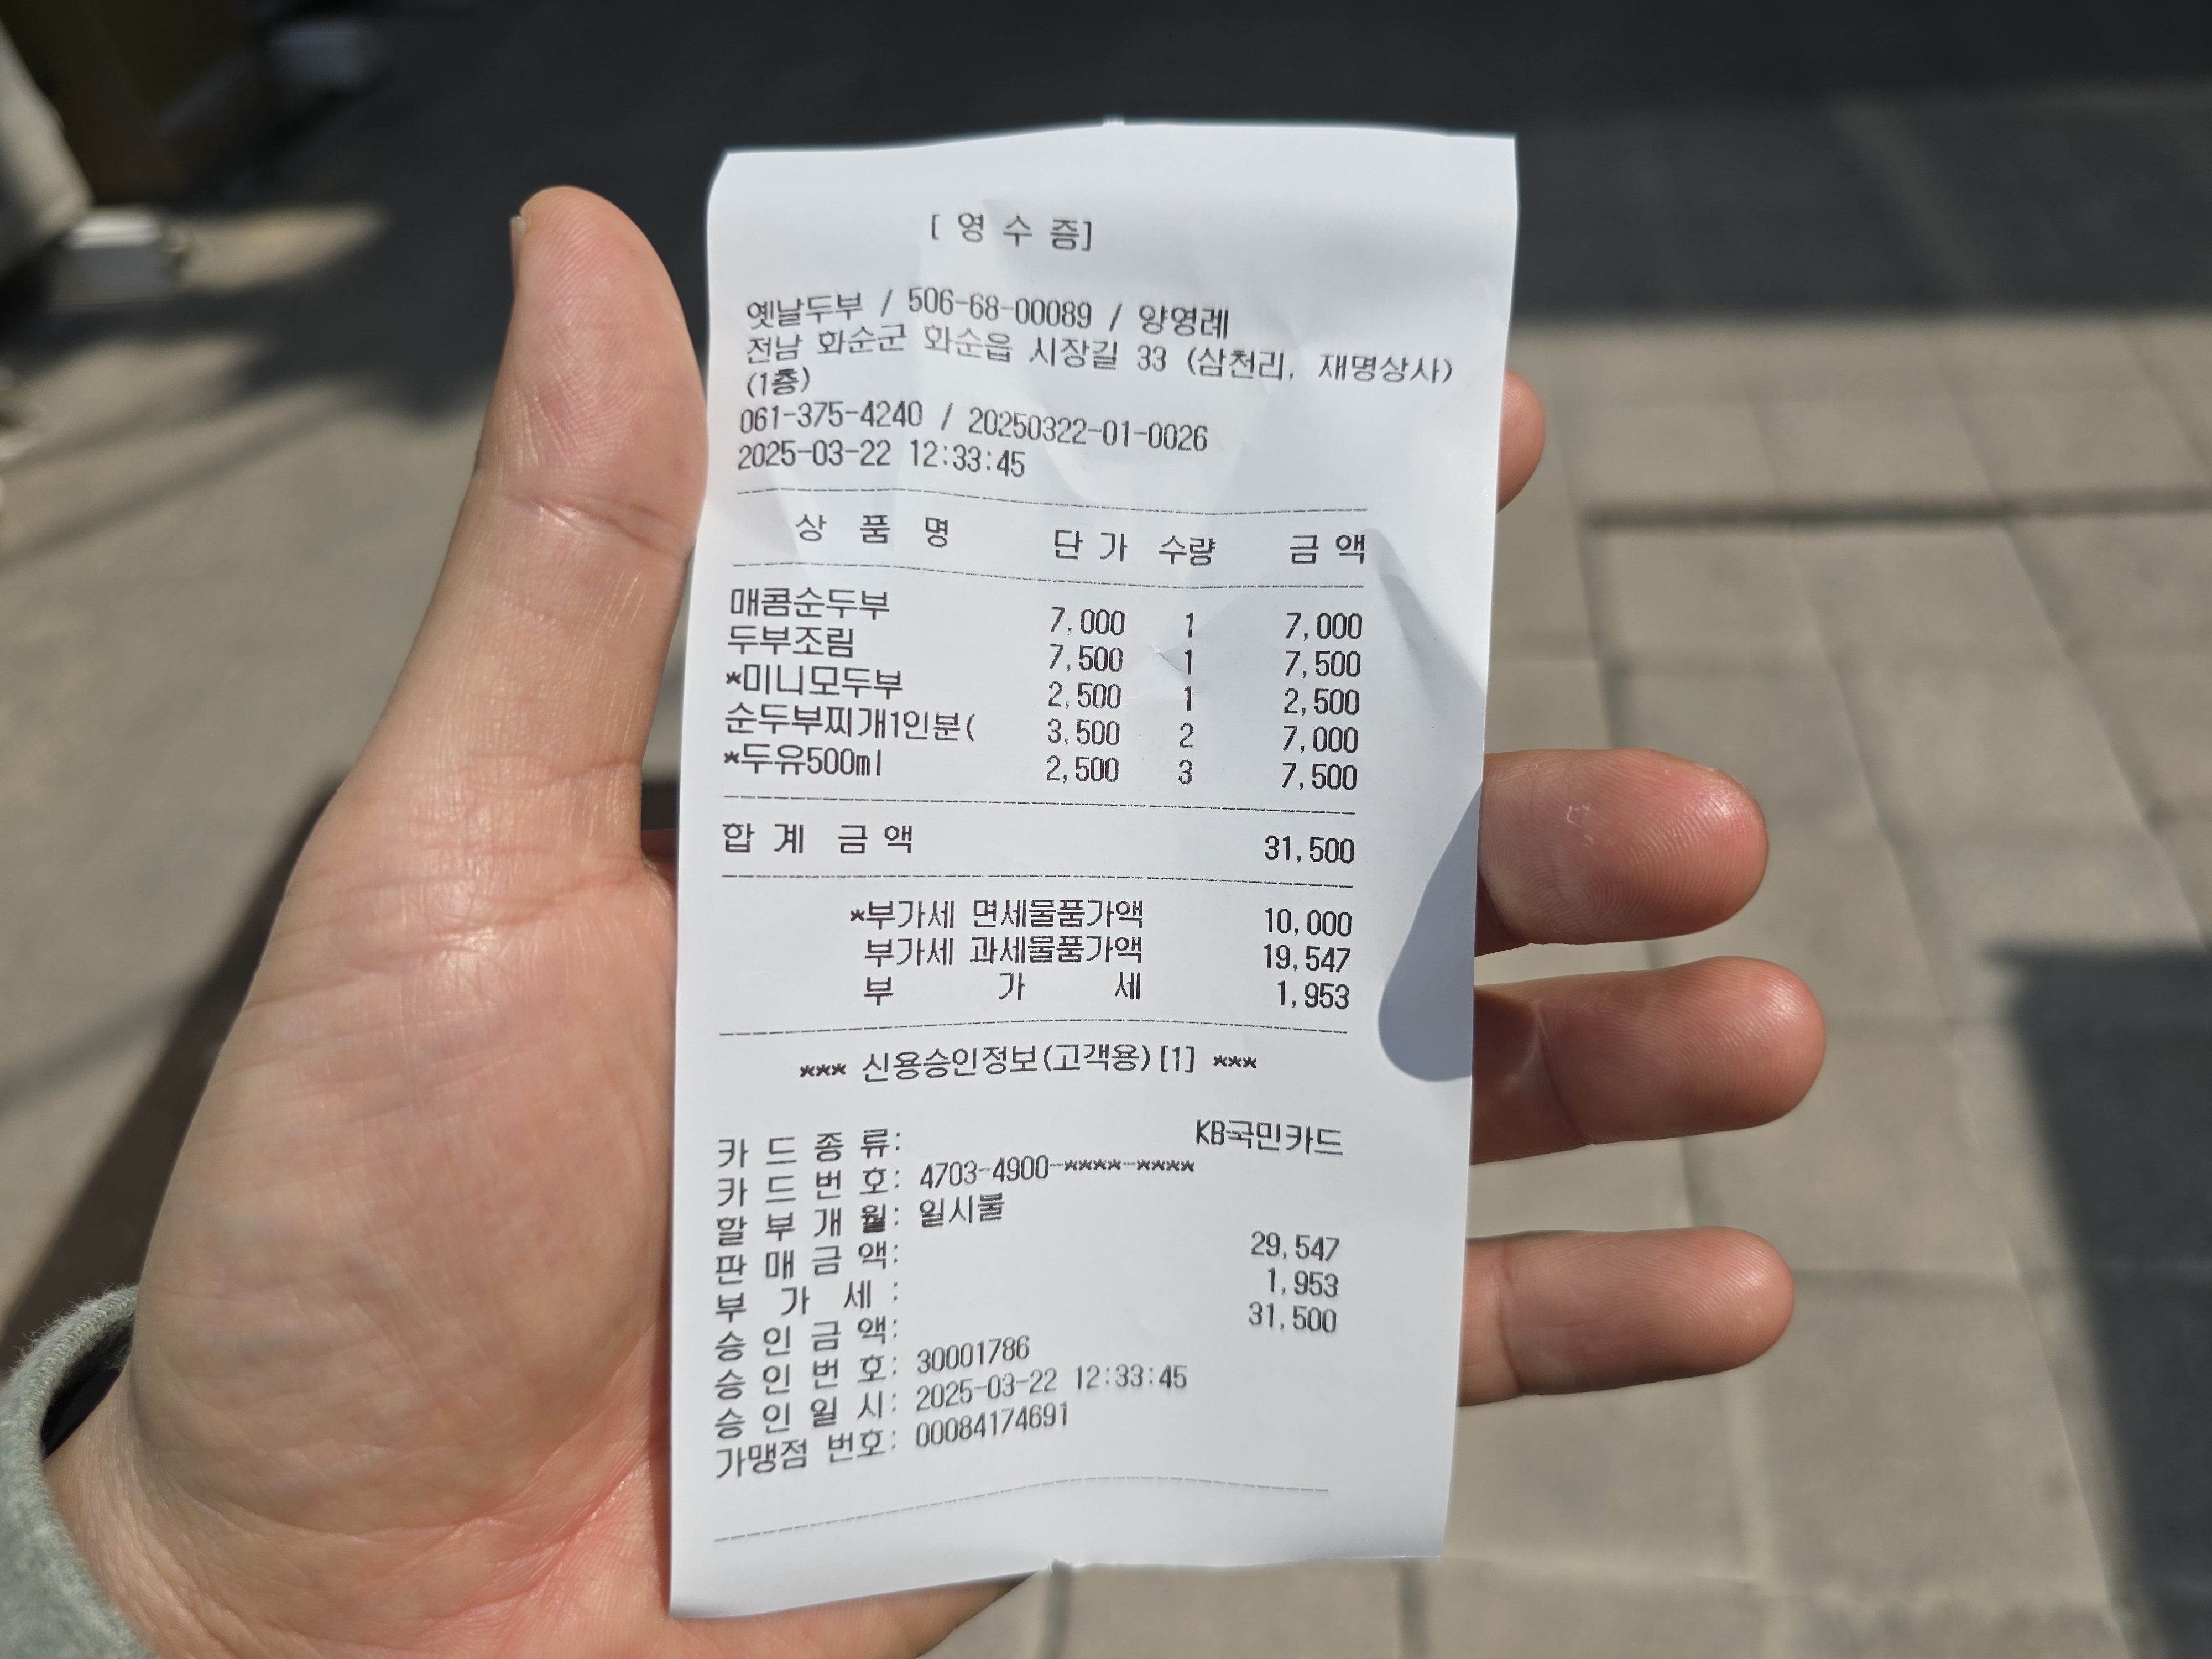 [ 영 수 증]
옛날두부 / 506-68-00089 / 양영례
전남 화순군 화순읍 시장길 33 (삼천리, 재명상사)
(1층)
061-375-4240 / 20250322-01-0026
2025-03-22 12:33:45
상 품 명 단 가 수량 금 액
매콤순두부 7,000 1 7,000
두부조림 7,500 1 7,500
*미니모두부 2,500 1 2,500
순두부찌개1인분( 3,500 2 7,000
*두유500ml 2,500 3 7,500
합 계 금 액 31,500
*부가세 면세물품가액 10,000
부가세 과세물품가액 19,547
부 가 세 1,953
*** 신용승인정보(고객용)[1] ***
카 드 종 류: KB국민카드
카 드 번 호: 4703-4900-****-****
할 부 개 월: 일시불
판 매 금 액: 29,547
부 가 세 : 1,953
승 인 금 액: 31,500
승 인 번 호: 30001786
승 인 일 시: 2025-03-22 12:33:45
가맹점 번호: 00084174691